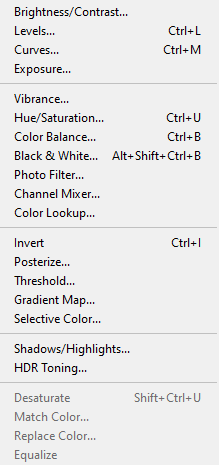 Brightness/Contrast...
Levels... Ctrl+L
Curves... Ctrl+M
Exposure...
Vibrance...
Hue/Saturation... Ctrl+U
Color Balance... Ctrl+B
Black & White... Alt+Shift+Ctrl+B
Photo Filter...
Channel Mixer...
Color Lookup...
Invert Ctrl+I
Posterize...
Threshold...
Gradient Map...
Selective Color...
Shadows/Highlights...
HDR Toning...
Desaturate Shift+Ctrl+U
Match Color...
Replace Color...
Equalize